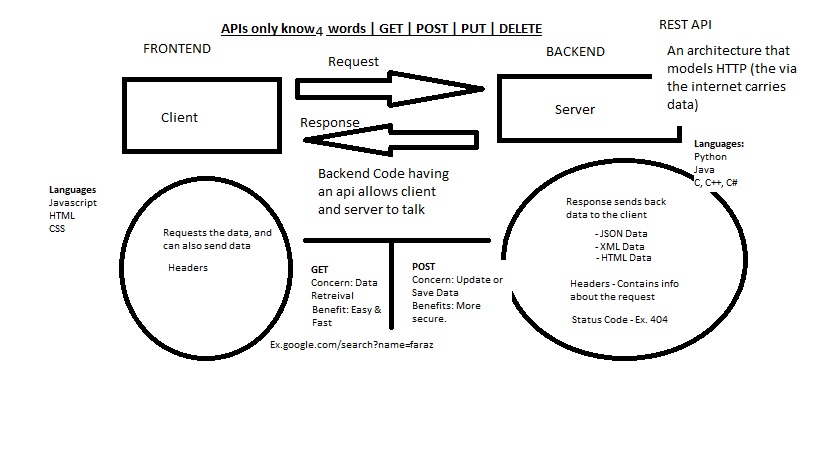 APIs only know 4 words | GET | POST | PUT | DELETE
REST API
FRONTEND
BACKEND
An architecture that
models HTTP (the via
the internet carries
data)
Request
Client
Server
Response
Languages:
Python
Java
C, C++, C#
Backend Code having
an api allows client
and server to talk
Languages
Javascript
HTML
CSS
Requests the data, and
can also send data
Headers
Response sends back
data to the client
- JSON Data
- XML Data
- HTML Data
Headers - Contains info
about the request
Status Code - Ex. 404
GET
Concern: Data
Retreival
Benefit: Easy &
Fast
POST
Concern: Update or
Save Data
Benefits: More
secure.
Ex.google.com/search?name=faraz